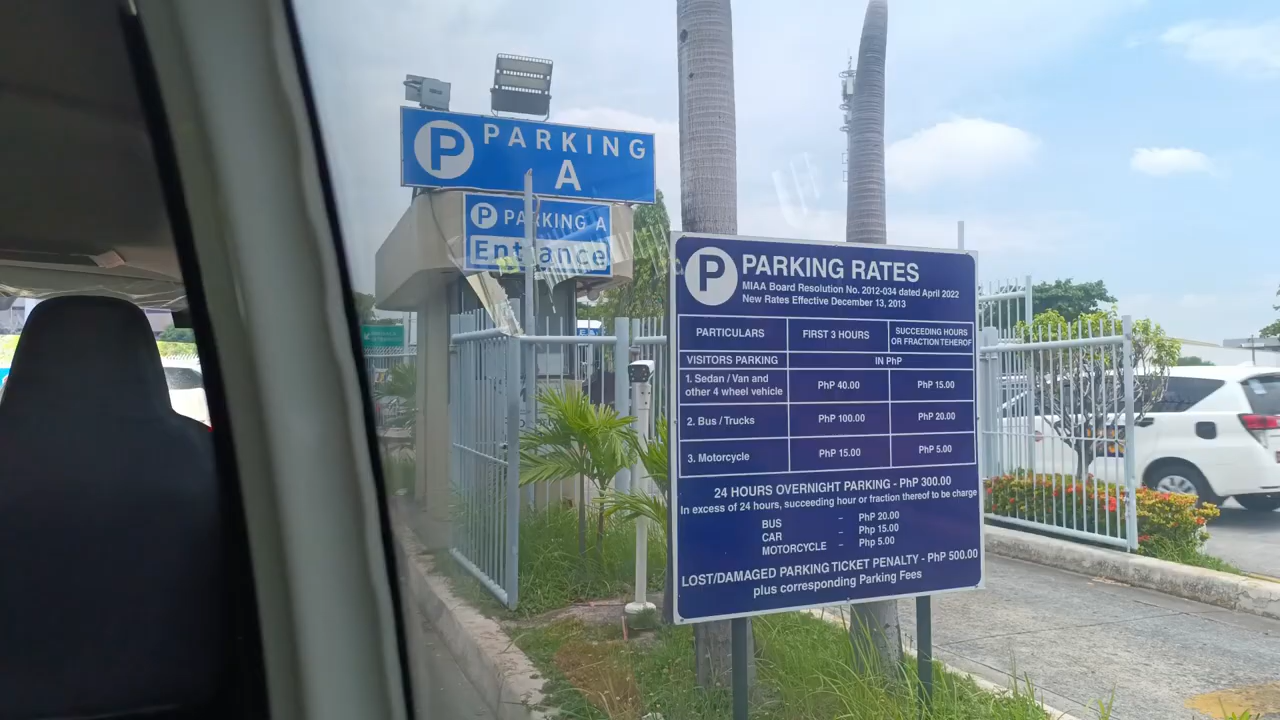 P PARKING
A
P PARKING A
Entrance
P PARKING RATES
MIAA Board Resolution No. 2012-034 dated April 2022
New Rates Effective December 13, 2013
PARTICULARS FIRST 3 HOURS SUCCEEDING HOURS
OR FRACTION TEHEROF
VISITORS PARKING IN PhP
1. Sedan / Van and
other 4 wheel vehicle PhP 40.00 PhP 15.00
2. Bus / Trucks PhP 100.00 PhP 20.00
3. Motorcycle PhP 15.00 PhP 5.00
24 HOURS OVERNIGHT PARKING - PhP 300.00
In excess of 24 hours, succeeding hour or fraction thereof to be charge
BUS - PhP 20.00
CAR - Php 15.00
MOTORCYCLE - Php 5.00
LOST/DAMAGED PARKING TICKET PENALTY - PhP 500.00
plus corresponding Parking Fees